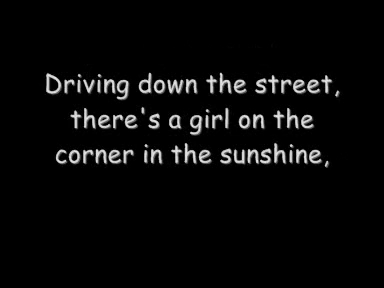 Driving down the street,
there's a girl on the
corner in the sunshine,